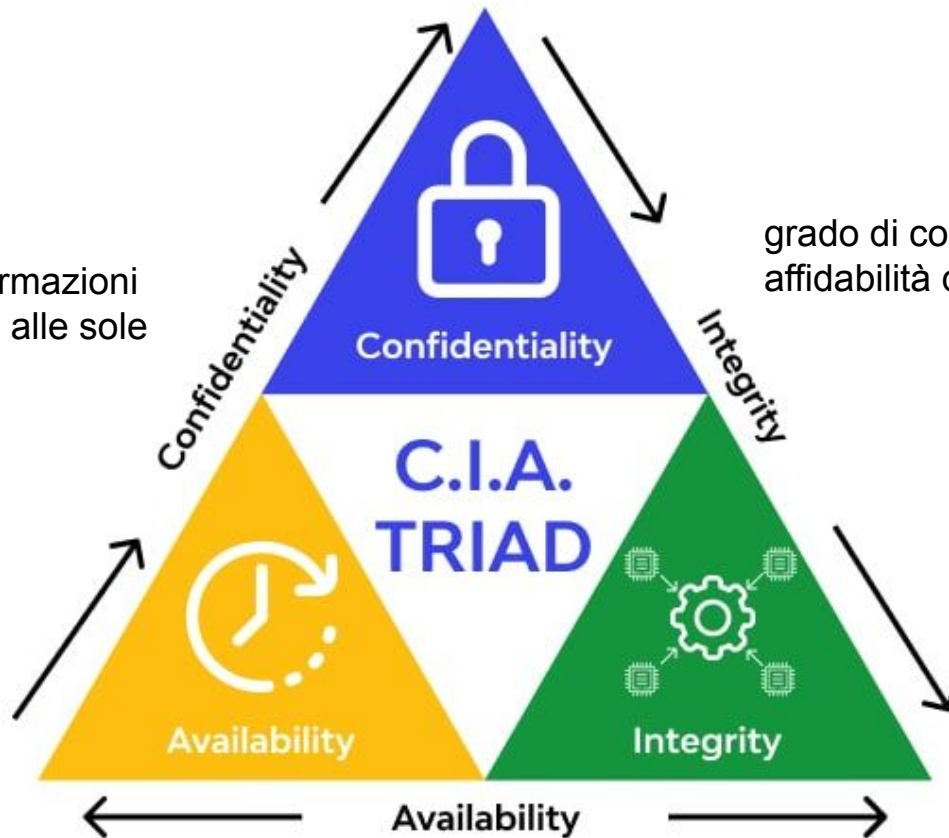 rmazioni
alle sole
grado di co
affidabilità
Confidentiality
Integrity
Confidentiality
C.I.A.
TRIAD
Availability
Integrity
Availability